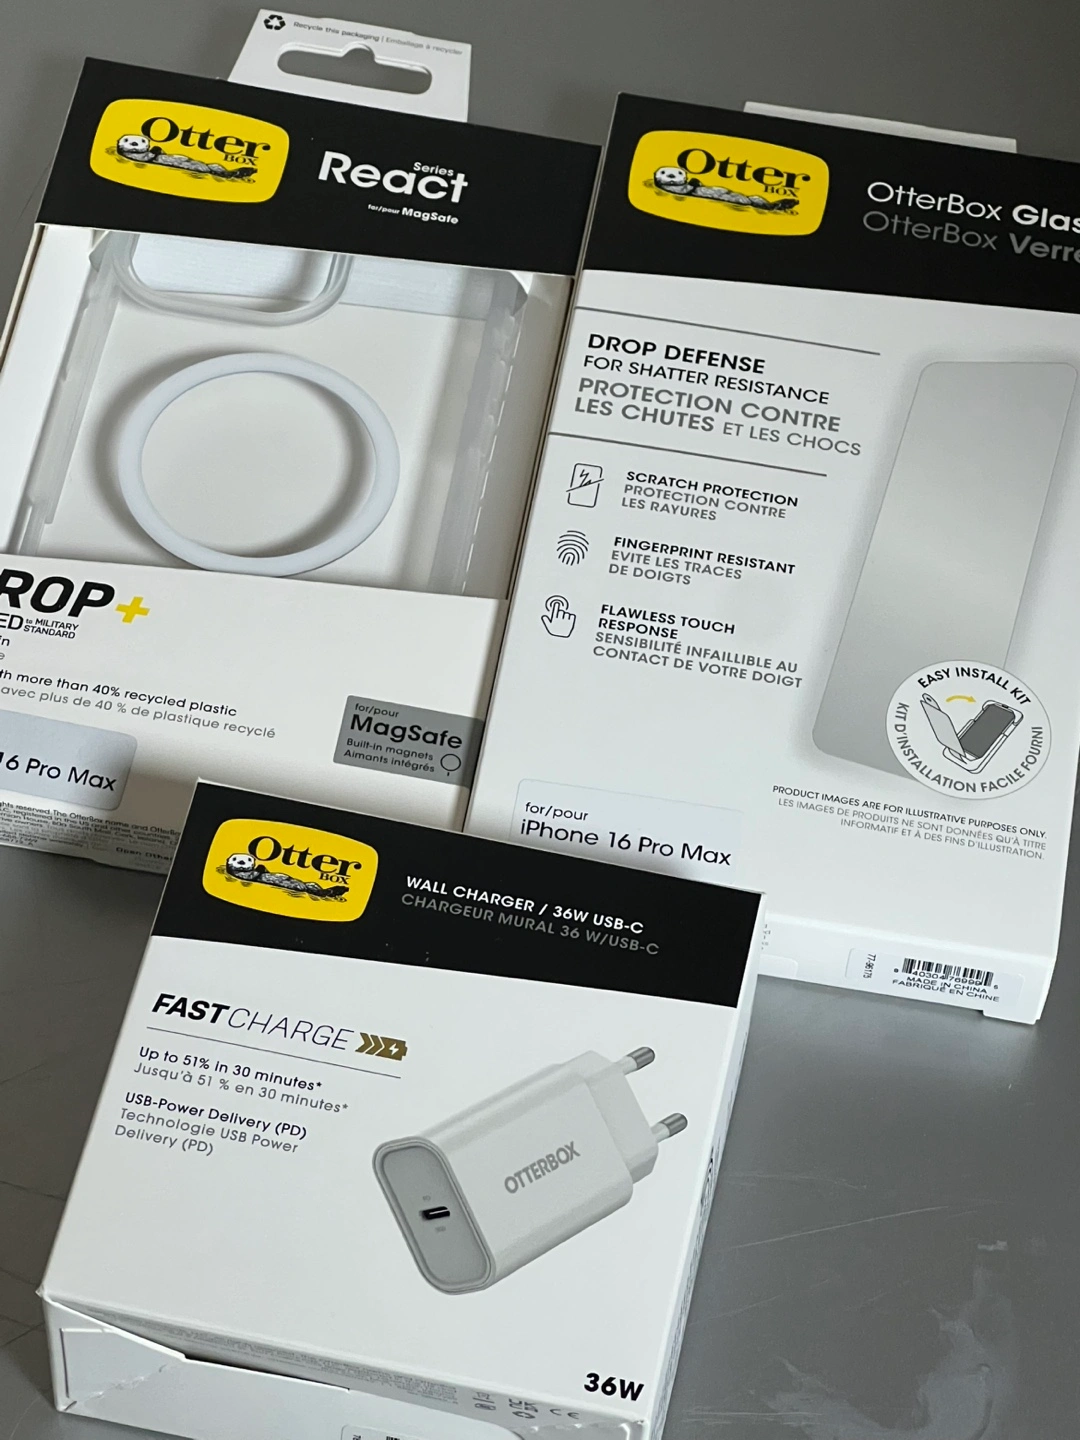 Recycle this packaging | Emballage à recycler
Otter
BOX
React
Series
for/pour MagSafe
ROP+
ED to MILITARY
STANDARD
th more than 40% recycled plastic
avec plus de 40 % de plastique recyclé
for/pour
MagSafe
Built-in magnets
Aimants intégrés
16 Pro Max
Otter
BOX
OtterBox Glas
OtterBox Verre
DROP DEFENSE
FOR SHATTER RESISTANCE
PROTECTION CONTRE
LES CHUTES ET LES CHOCS
SCRATCH PROTECTION
PROTECTION CONTRE
LES RAYURES
FINGERPRINT RESISTANT
EVITE LES TRACES
DE DOIGTS
FLAWLESS TOUCH
RESPONSE
SENSIBILITÉ INFAILLIBLE AU
CONTACT DE VOTRE DOIGT
EASY INSTALL KIT
KIT D'INSTALLATION FACILE FOURNI
PRODUCT IMAGES ARE FOR ILLUSTRATIVE PURPOSES ONLY.
LES IMAGES DE PRODUITS NE SONT DONNÉES QU'À TITRE
INFORMATIF ET À DES FINS D'ILLUSTRATION.
for/pour
iPhone 16 Pro Max
MADE IN CHINA
FABRIQUÉ EN CHINE
Otter
BOX
WALL CHARGER / 36W USB-C
CHARGEUR MURAL 36 W/USB-C
FASTCHARGE
Up to 51% in 30 minutes*
Jusqu'à 51 % en 30 minutes*
USB-Power Delivery (PD)
Technologie USB Power
Delivery (PD)
OTTERBOX
36W